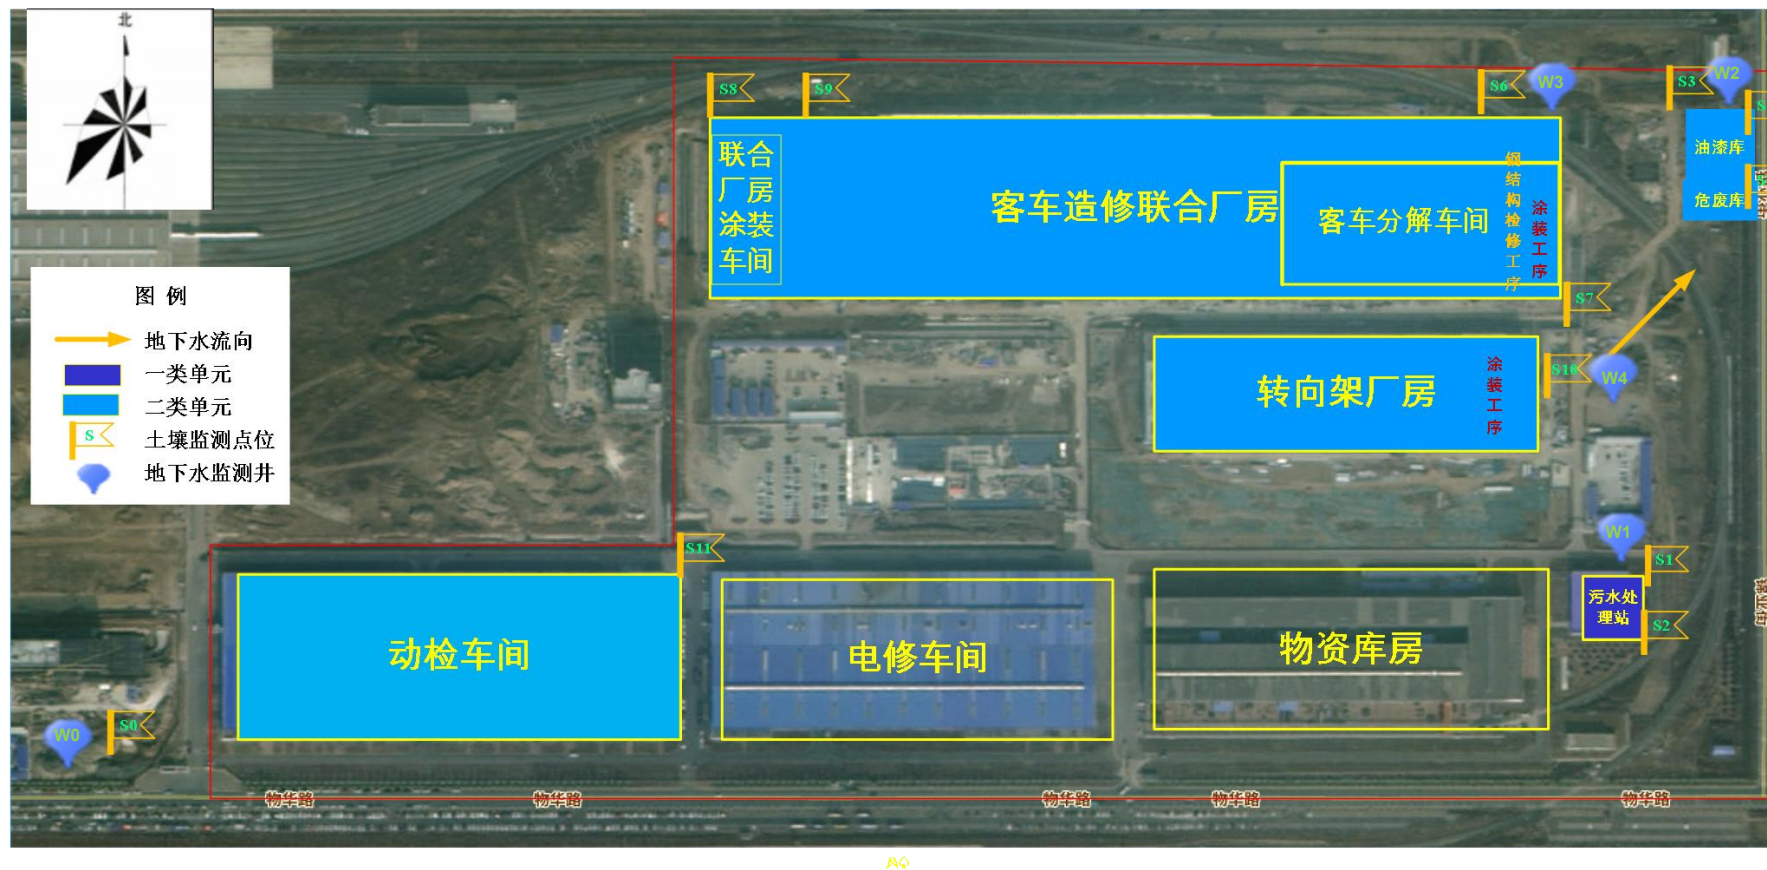 北
S8
S9
S6
W3
S3
W2
S
联合
厂房
涂装
车间
客车造修联合厂房
客车分解车间
钢结构检修工序
涂装工序
油漆库
危废库
图 例
地下水流向
一类单元
二类单元
S
土壤监测点位
地下水监测井
S7
转向架厂房
涂装工序
S10
W4
S11
W1
S1
污水处
理站
S2
动检车间
电修车间
物资库房
S0
W0
物华路
物华路
物华路
物华路
物华路